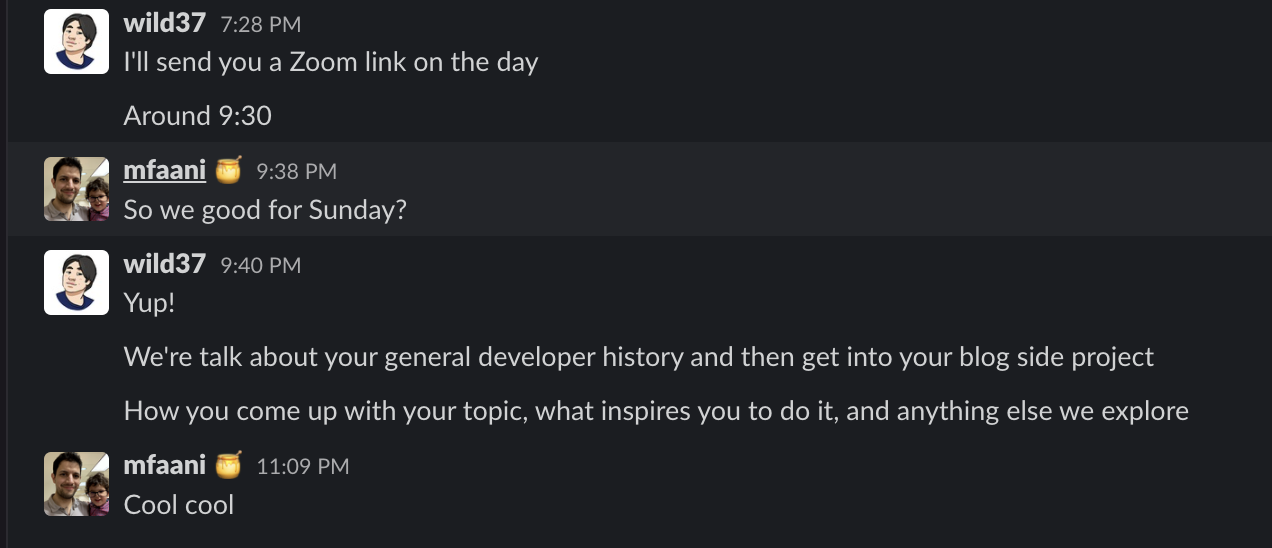 wild37 7:28 PM
I'll send you a Zoom link on the day
Around 9:30
mfaani 🍯 9:38 PM
So we good for Sunday?
wild37 9:40 PM
Yup!
We're talk about your general developer history and then get into your blog side project
How you come up with your topic, what inspires you to do it, and anything else we explore
mfaani 🍯 11:09 PM
Cool cool